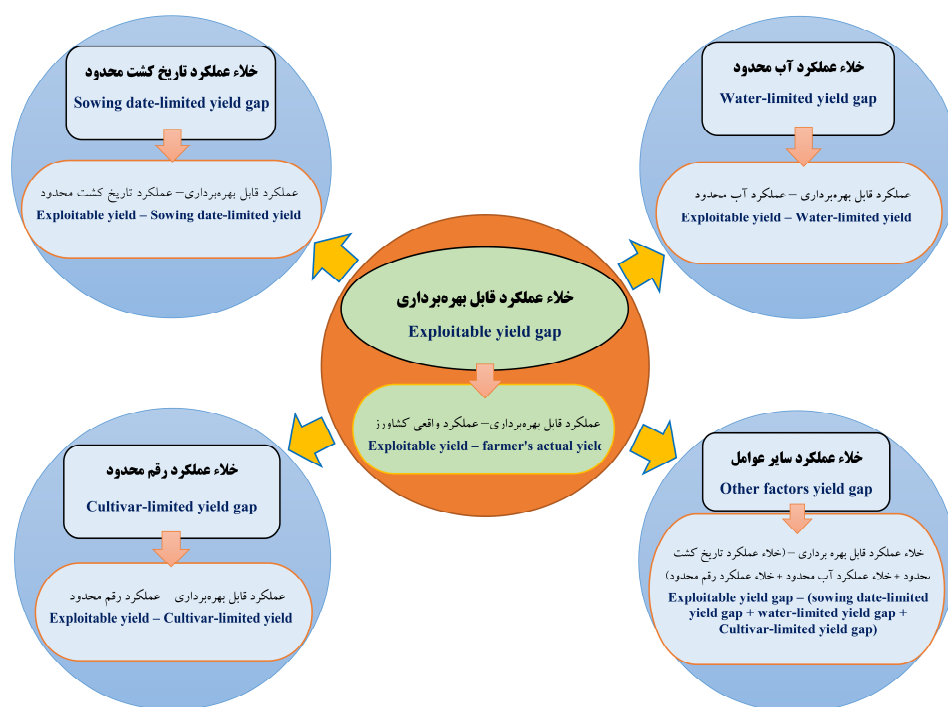 خلاء عملکرد تاریخ کشت محدود
Sowing date-limited yield gap
عملکرد قابل بهره‌برداری – عملکرد تاریخ کشت محدود
Exploitable yield – Sowing date-limited yield
خلاء عملکرد آب محدود
Water-limited yield gap
عملکرد قابل بهره‌برداری – عملکرد آب محدود
Exploitable yield – Water-limited yield
خلاء عملکرد قابل بهره‌برداری
Exploitable yield gap
عملکرد قابل بهره‌برداری – عملکرد واقعی کشاورز
Exploitable yield – farmer's actual yield
خلاء عملکرد رقم محدود
Cultivar-limited yield gap
عملکرد قابل بهره‌برداری عملکرد رقم محدود
Exploitable yield – Cultivar-limited yield
خلاء عملکرد سایر عوامل
Other factors yield gap
خلاء عملکرد قابل بهره برداری – (خلاء عملکرد تاریخ کشت
محدود + خلاء عملکرد آب محدود + خلاء عملکرد رقم محدود)
Exploitable yield gap – (sowing date-limited
yield gap + water-limited yield gap +
Cultivar-limited yield gap)